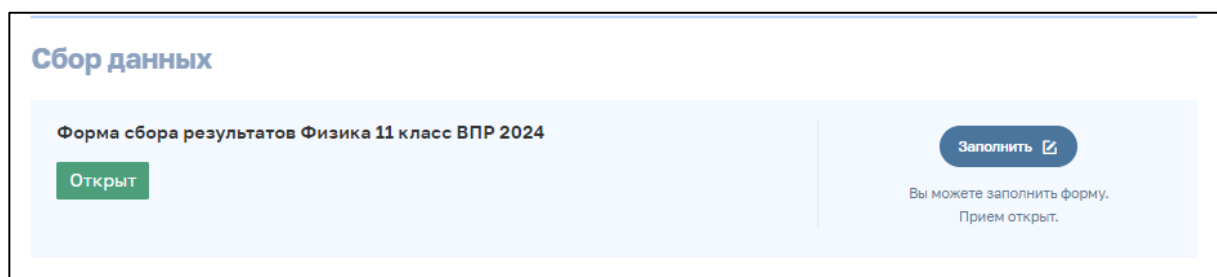 Сбор данных
Форма сбора результатов Физика 11 класс ВПР 2024
Открыт
Заполнить
Вы можете заполнить форму.
Прием открыт.